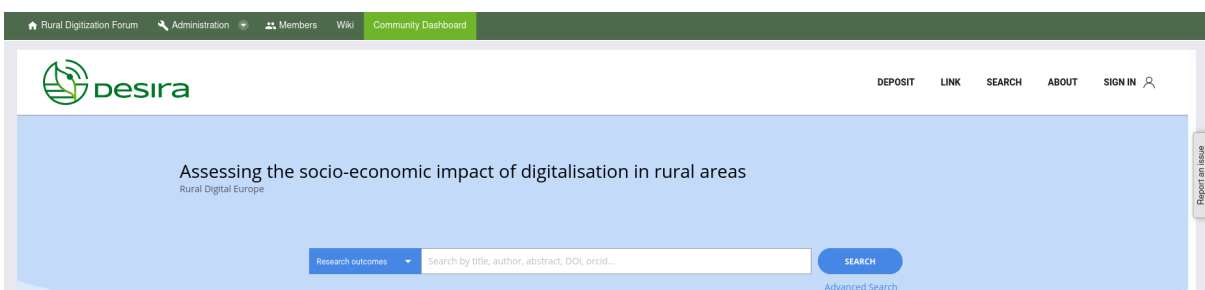 Rural Digitization Forum Administration Members Wiki Community Dashboard
Desira
DEPOSIT LINK SEARCH ABOUT SIGN IN
Assessing the socio-economic impact of digitalisation in rural areas
Rural Digital Europe
Report an issue
Research outcomes Search by title, author, abstract, DOI, orcid... SEARCH
Advanced Search